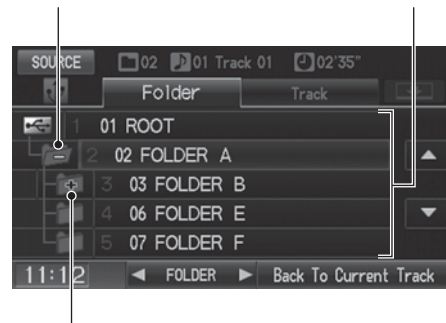 SOURCE 02 01 Track 01 02'35"
Folder Track
1 01 ROOT
2 02 FOLDER A
3 03 FOLDER B
4 06 FOLDER E
5 07 FOLDER F
11:12 ◄ FOLDER ► Back To Current Track